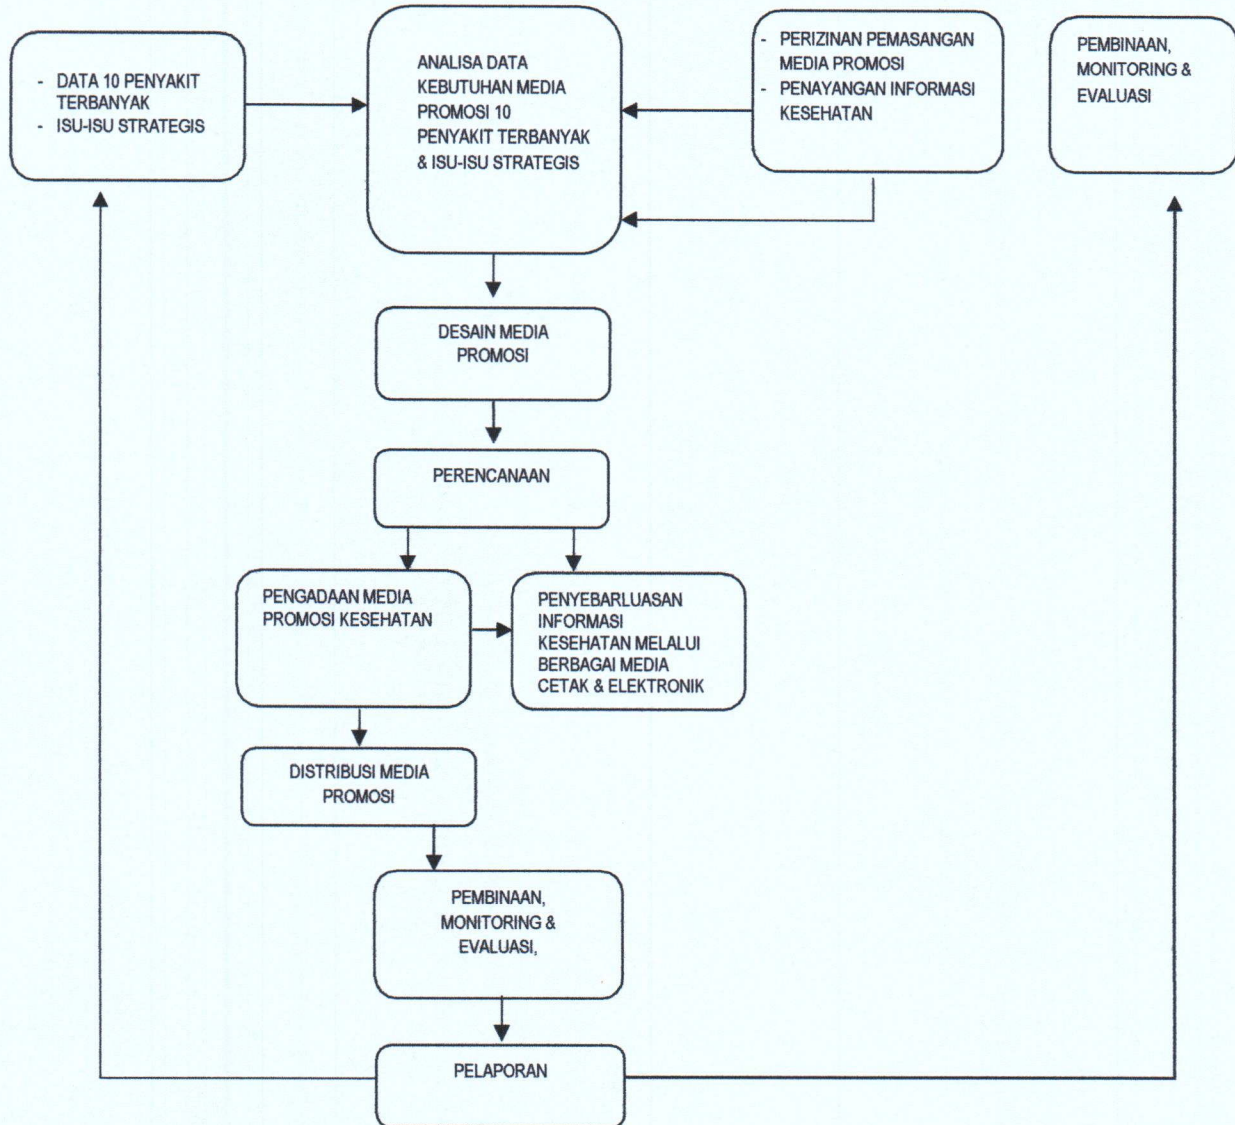 - DATA 10 PENYAKIT
TERBANYAK
- ISU-ISU STRATEGIS
ANALISA DATA
KEBUTUHAN MEDIA
PROMOSI 10
PENYAKIT TERBANYAK
& ISU-ISU STRATEGIS
- PERIZINAN PEMASANGAN
MEDIA PROMOSI
- PENAYANGAN INFORMASI
KESEHATAN
PEMBINAAN,
MONITORING &
EVALUASI
DESAIN MEDIA
PROMOSI
PERENCANAAN
PENGADAAN MEDIA
PROMOSI KESEHATAN
PENYEBARLUASAN
INFORMASI
KESEHATAN MELALUI
BERBAGAI MEDIA
CETAK & ELEKTRONIK
DISTRIBUSI MEDIA
PROMOSI
PEMBINAAN,
MONITORING &
EVALUASI,
PELAPORAN